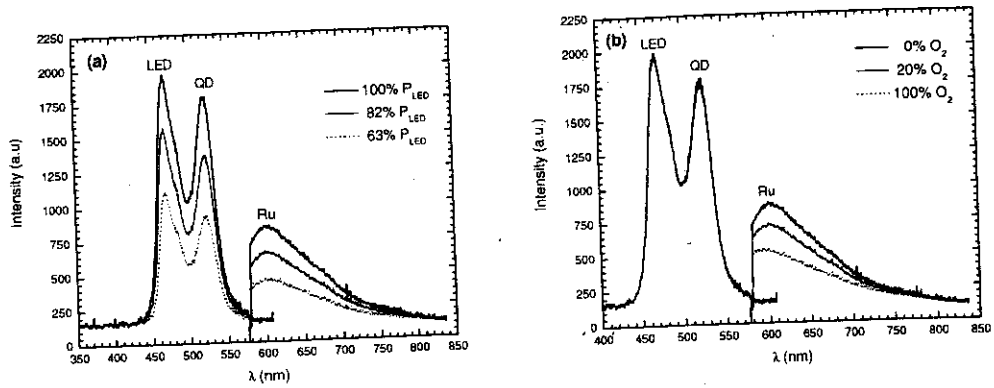 (a)
LED
QD
Ru
100% P_LED
82% P_LED
63% P_LED
Intensity (a.u)
2250
2000
1750
1500
1250
1000
750
500
250
0
350 400 450 500 550 600 650 700 750 800 850
λ (nm)
(b)
LED
QD
Ru
0% O₂
20% O₂
100% O₂
Intensity (a.u.)
2250
2000
1750
1500
1250
1000
750
500
250
0
400 450 500 550 600 650 700 750 800 850
λ (nm)